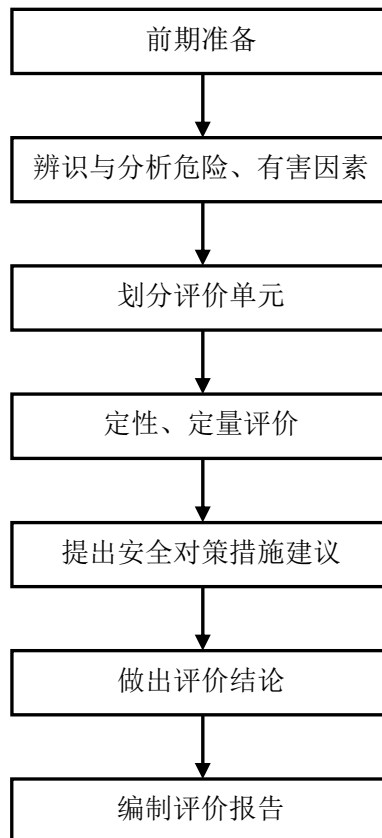 前期准备
辨识与分析危险、有害因素
划分评价单元
定性、定量评价
提出安全对策措施建议
做出评价结论
编制评价报告